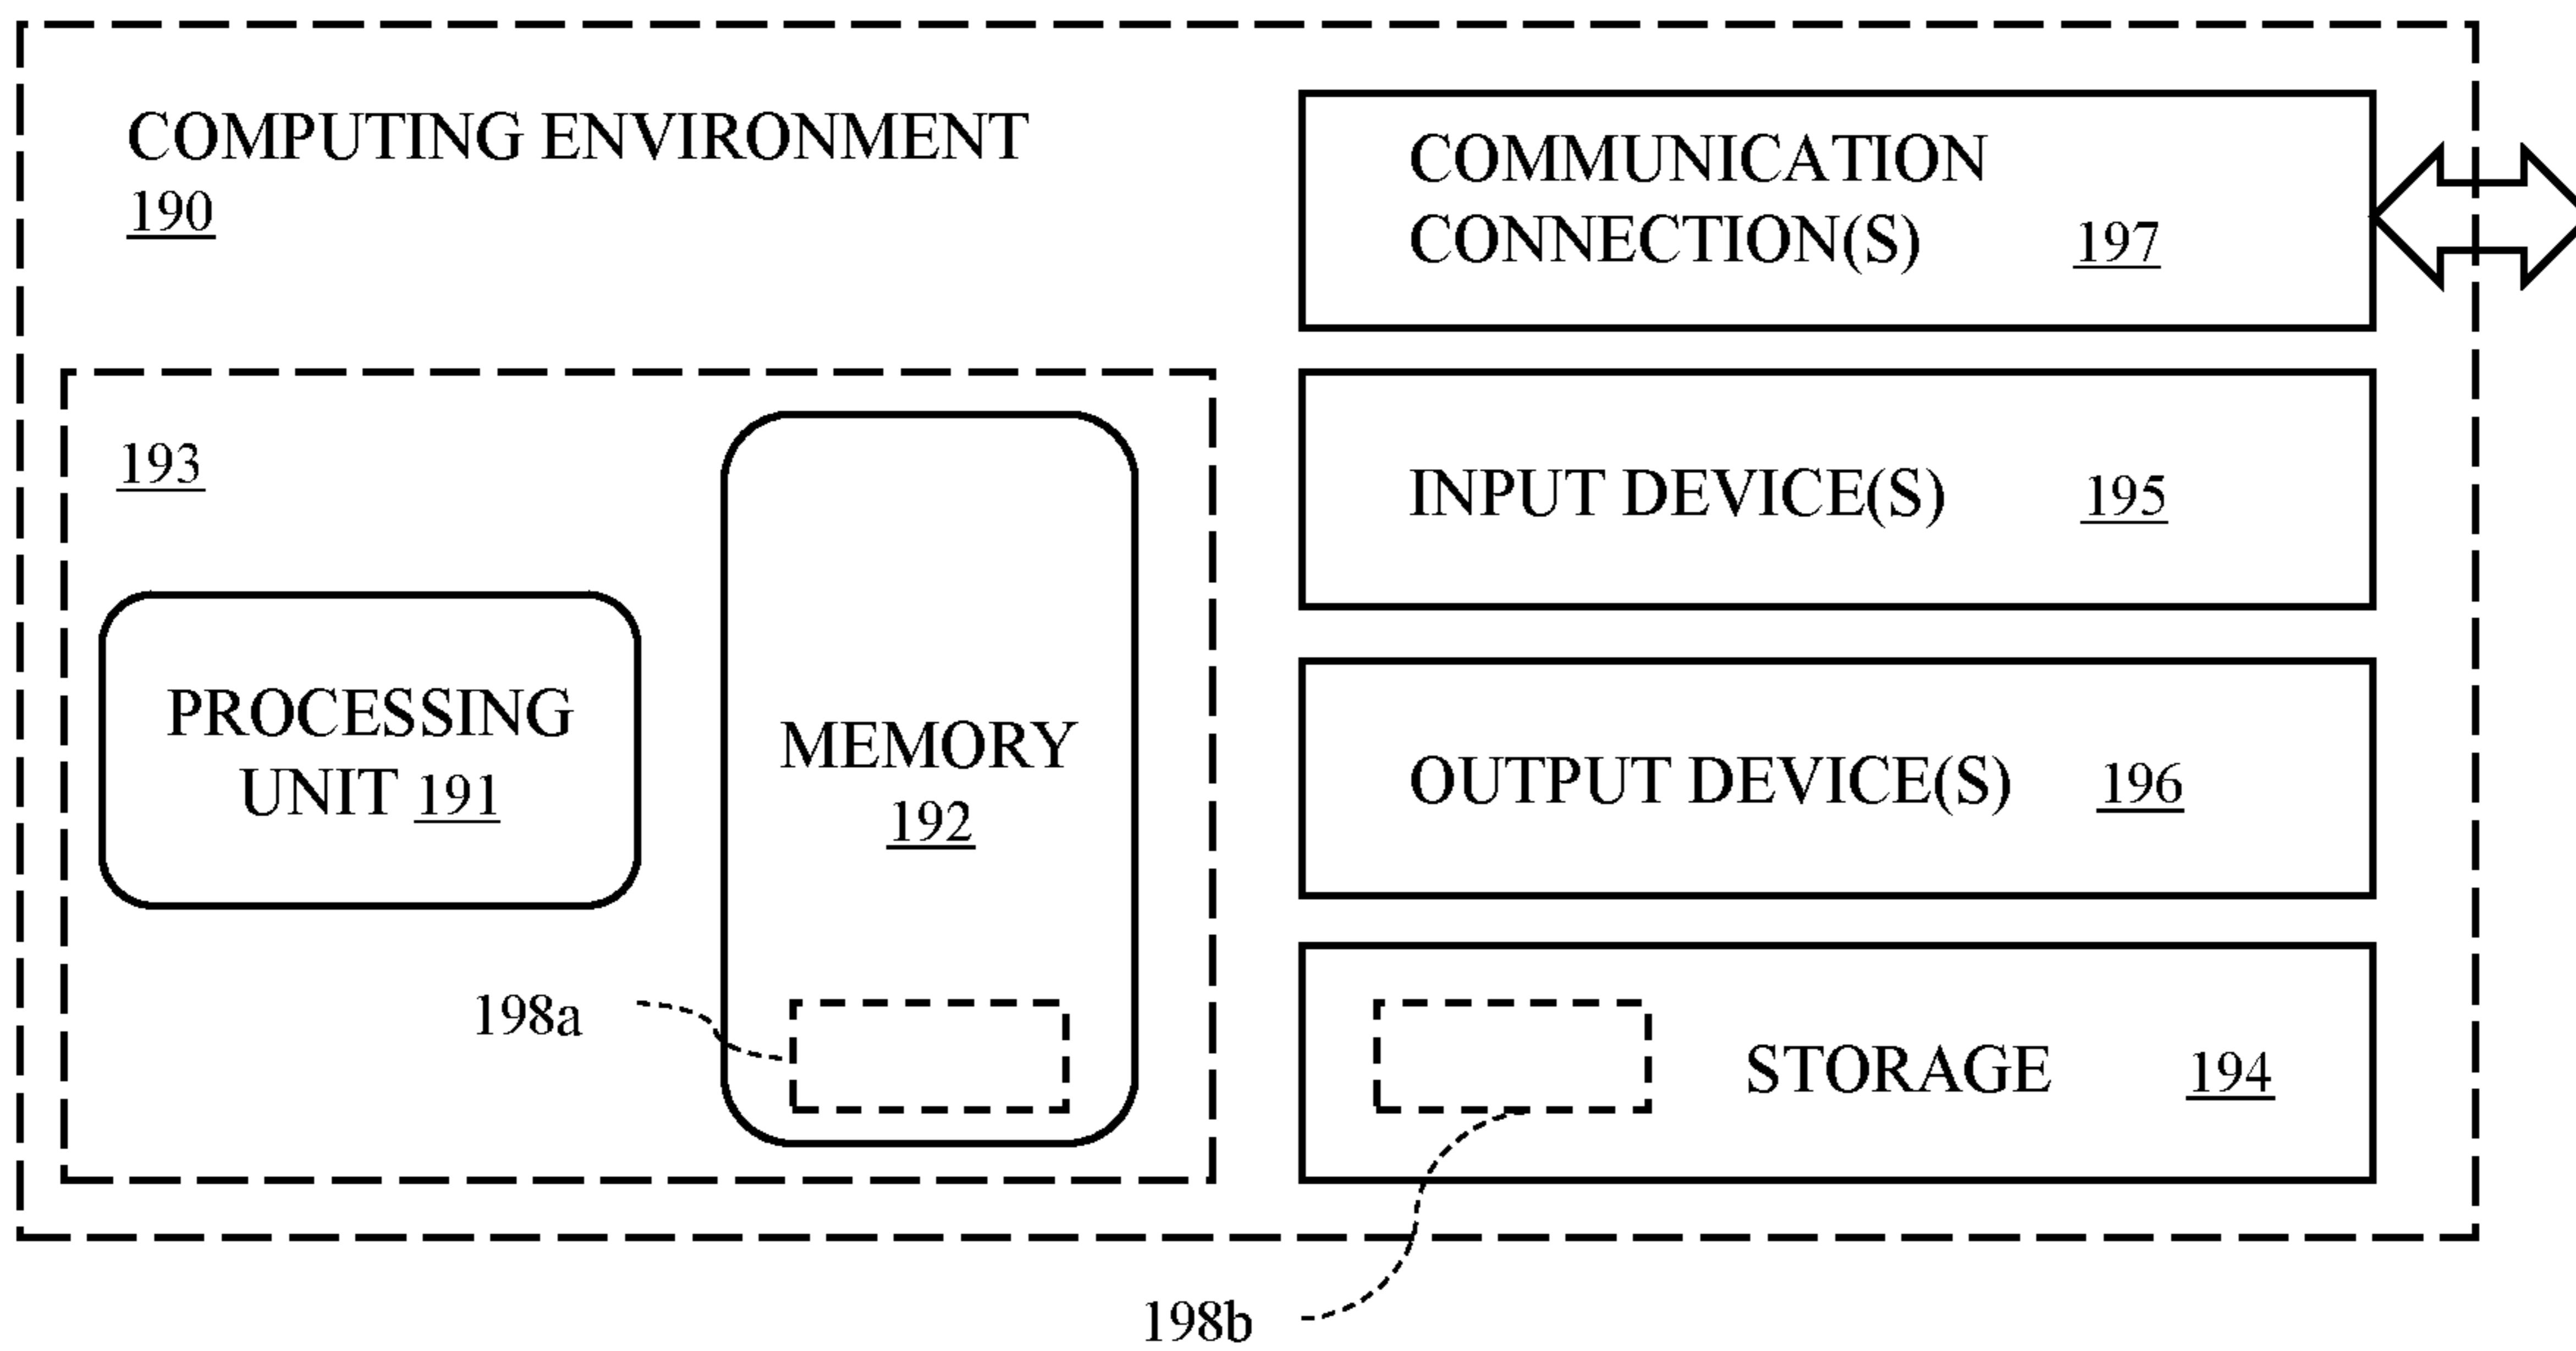 COMPUTING ENVIRONMENT
190
COMMUNICATION
CONNECTION(S) 197
193
INPUT DEVICE(S) 195
PROCESSING
UNIT 191
MEMORY
192
OUTPUT DEVICE(S) 196
198a
STORAGE 194
198b